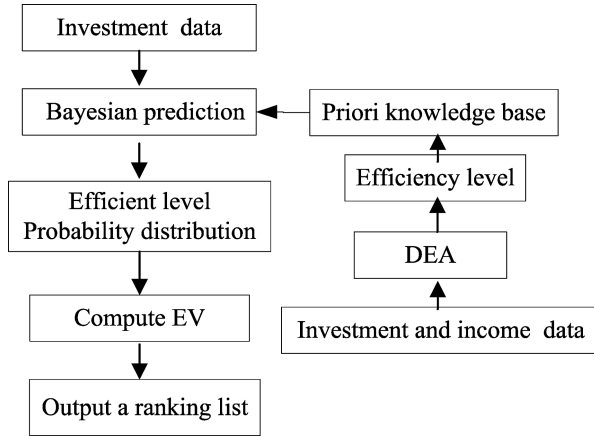 Investment data
Bayesian prediction
Priori knowledge base
Efficiency level
Efficient level
Probability distribution
DEA
Compute EV
Investment and income data
Output a ranking list